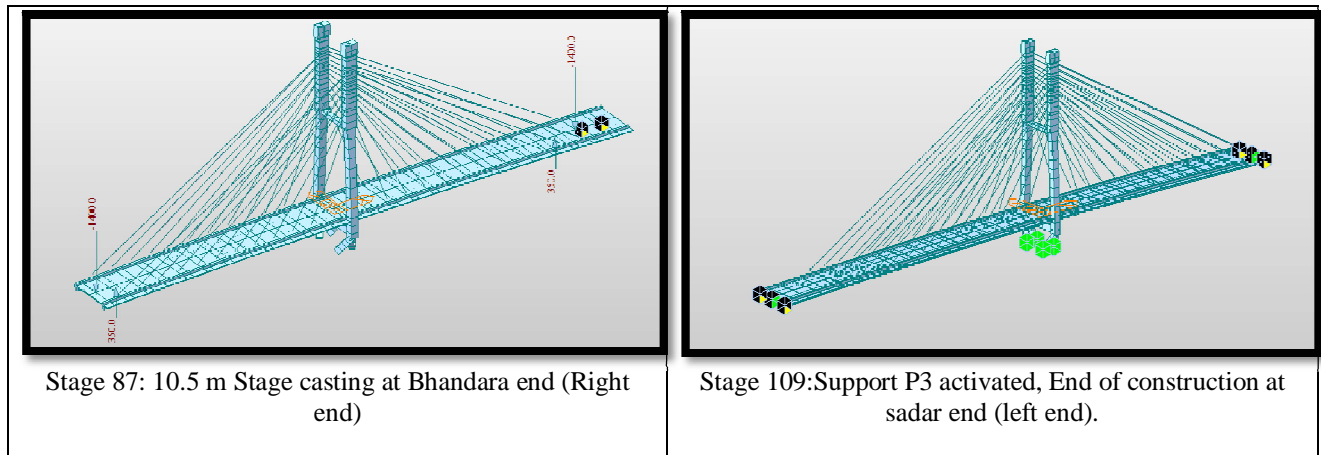 -1400.0
-1400.0
350.0
350.0
Stage 87: 10.5 m Stage casting at Bhandara end (Right
end)
Stage 109:Support P3 activated, End of construction at
sadar end (left end).